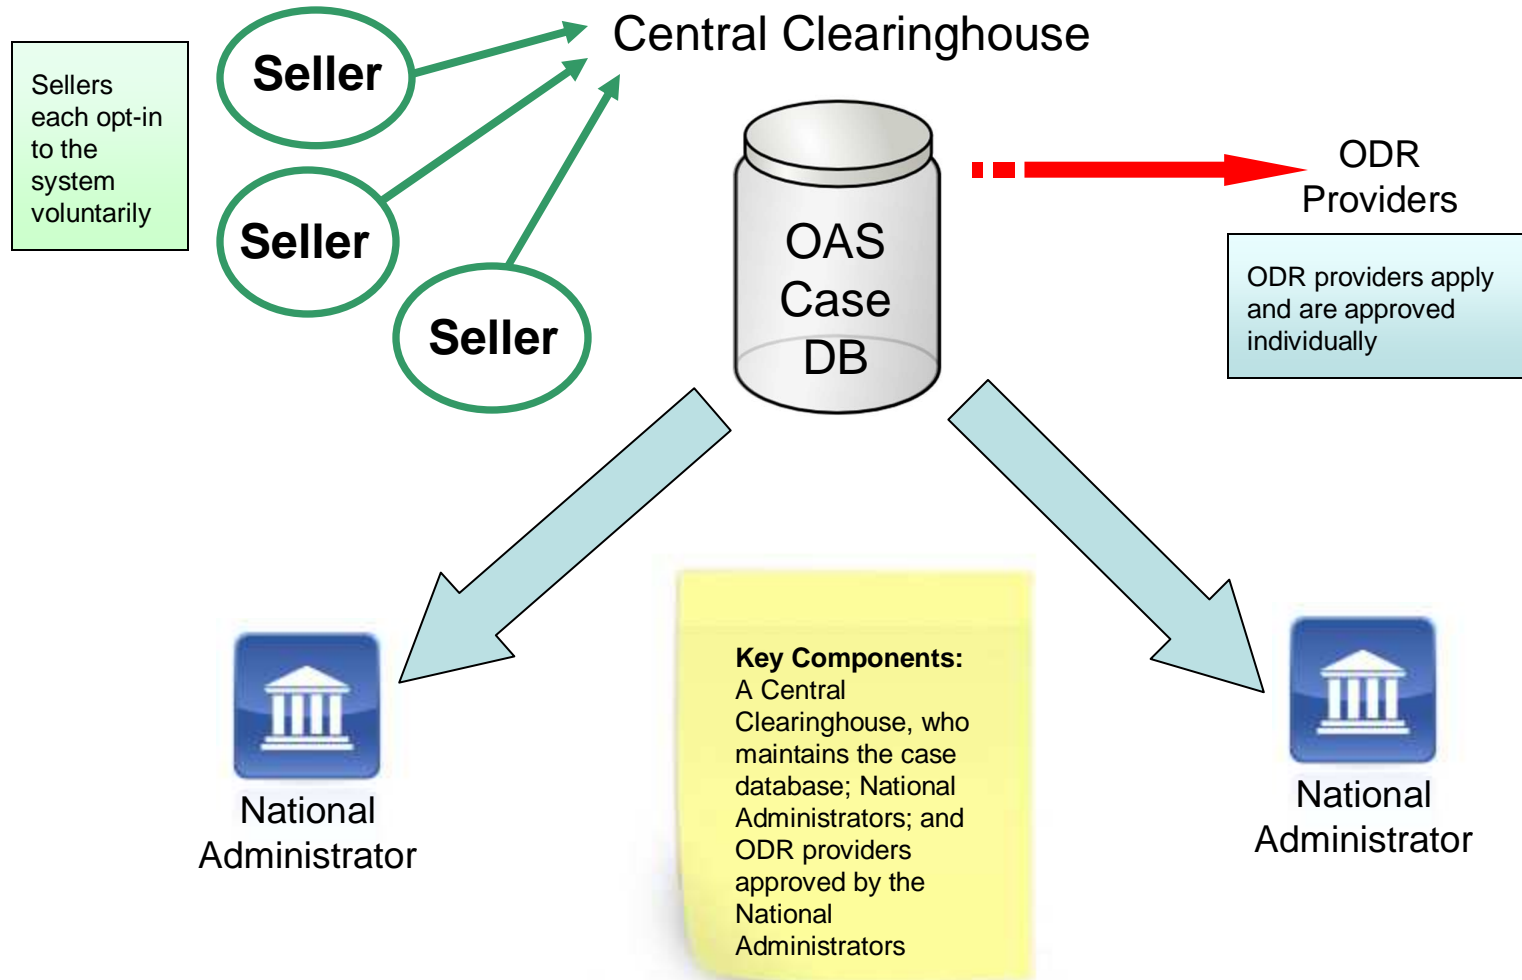 Central Clearinghouse
Sellers
each opt-in
to the
system
voluntarily
Seller
Seller
Seller
OAS
Case
DB
ODR
Providers
ODR providers apply
and are approved
individually
National
Administrator
Key Components:
A Central
Clearinghouse, who
maintains the case
database; National
Administrators; and
ODR providers
approved by the
National
Administrators
National
Administrator